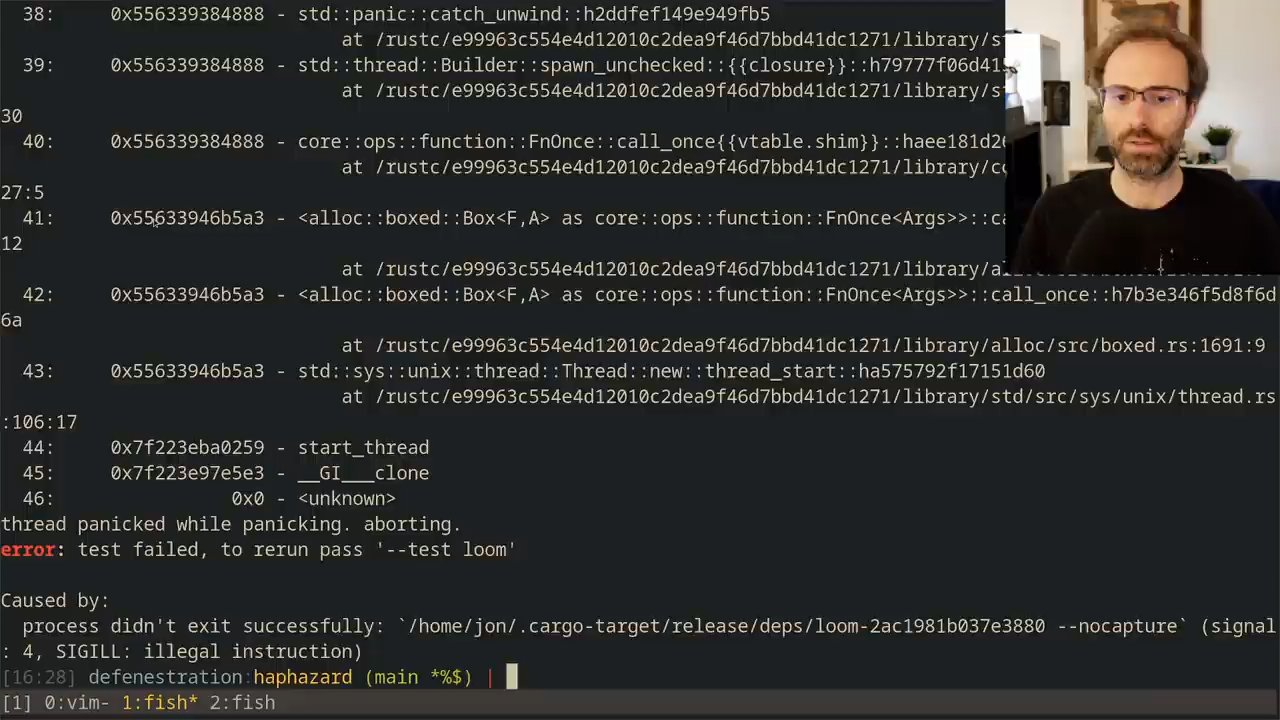 38: 0x556339384888 - std::panic::catch_unwind::h2ddfef149e949fb5
at /rustc/e99963c554e4d12010c2dea9f46d7bbd41dc1271/library/s
39: 0x556339384888 - std::thread::Builder::spawn_unchecked::{{closure}}::h79777f06d41
at /rustc/e99963c554e4d12010c2dea9f46d7bbd41dc1271/library/s
30
40: 0x556339384888 - core::ops::function::FnOnce::call_once{{vtable.shim}}::haee181d2
at /rustc/e99963c554e4d12010c2dea9f46d7bbd41dc1271/library/c
27:5
41: 0x55633946b5a3 - <alloc::boxed::Box<F,A> as core::ops::function::FnOnce<Args>>::ca
12
at /rustc/e99963c554e4d12010c2dea9f46d7bbd41dc1271/library/a
42: 0x55633946b5a3 - <alloc::boxed::Box<F,A> as core::ops::function::FnOnce<Args>>::call_once::h7b3e346f5d8f6d
6a
at /rustc/e99963c554e4d12010c2dea9f46d7bbd41dc1271/library/alloc/src/boxed.rs:1691:9
43: 0x55633946b5a3 - std::sys::unix::thread::Thread::new::thread_start::ha575792f17151d60
at /rustc/e99963c554e4d12010c2dea9f46d7bbd41dc1271/library/std/src/sys/unix/thread.rs
:106:17
44: 0x7f223eba0259 - start_thread
45: 0x7f223e97e5e3 - __GI___clone
46: 0x0 - <unknown>
thread panicked while panicking. aborting.
error: test failed, to rerun pass '--test loom'
Caused by:
process didn't exit successfully: `/home/jon/.cargo-target/release/deps/loom-2ac1981b037e3880 --nocapture` (signal
: 4, SIGILL: illegal instruction)
[16:28] defenestration:haphazard (main *%$) |
[1] 0:vim- 1:fish* 2:fish